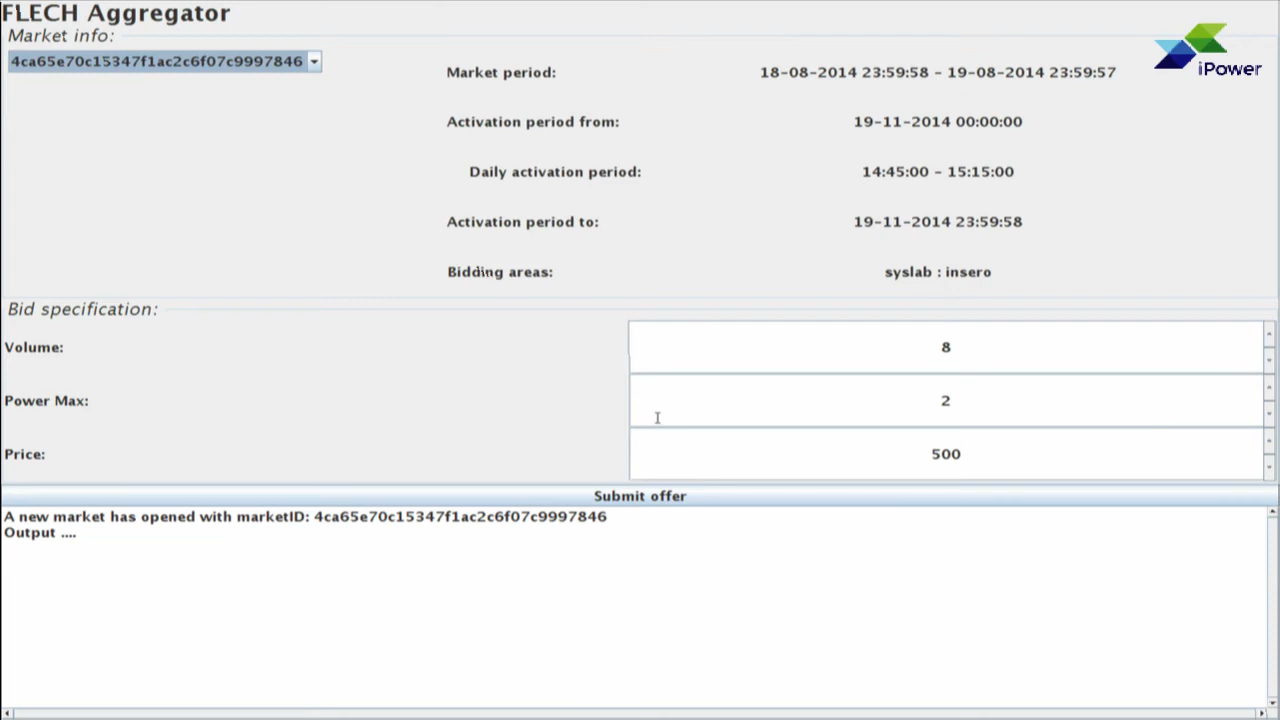 FLECH Aggregator
Market info:
4ca65e70c15347f1ac2c6f07c9997846
iPower
Market period: 18-08-2014 23:59:58 - 19-08-2014 23:59:57
Activation period from: 19-11-2014 00:00:00
Daily activation period: 14:45:00 - 15:15:00
Activation period to: 19-11-2014 23:59:58
Bidding areas: syslab : insero
Bid specification:
Volume: 8
Power Max: 2
Price: 500
Submit offer
A new market has opened with marketID: 4ca65e70c15347f1ac2c6f07c9997846
Output ....